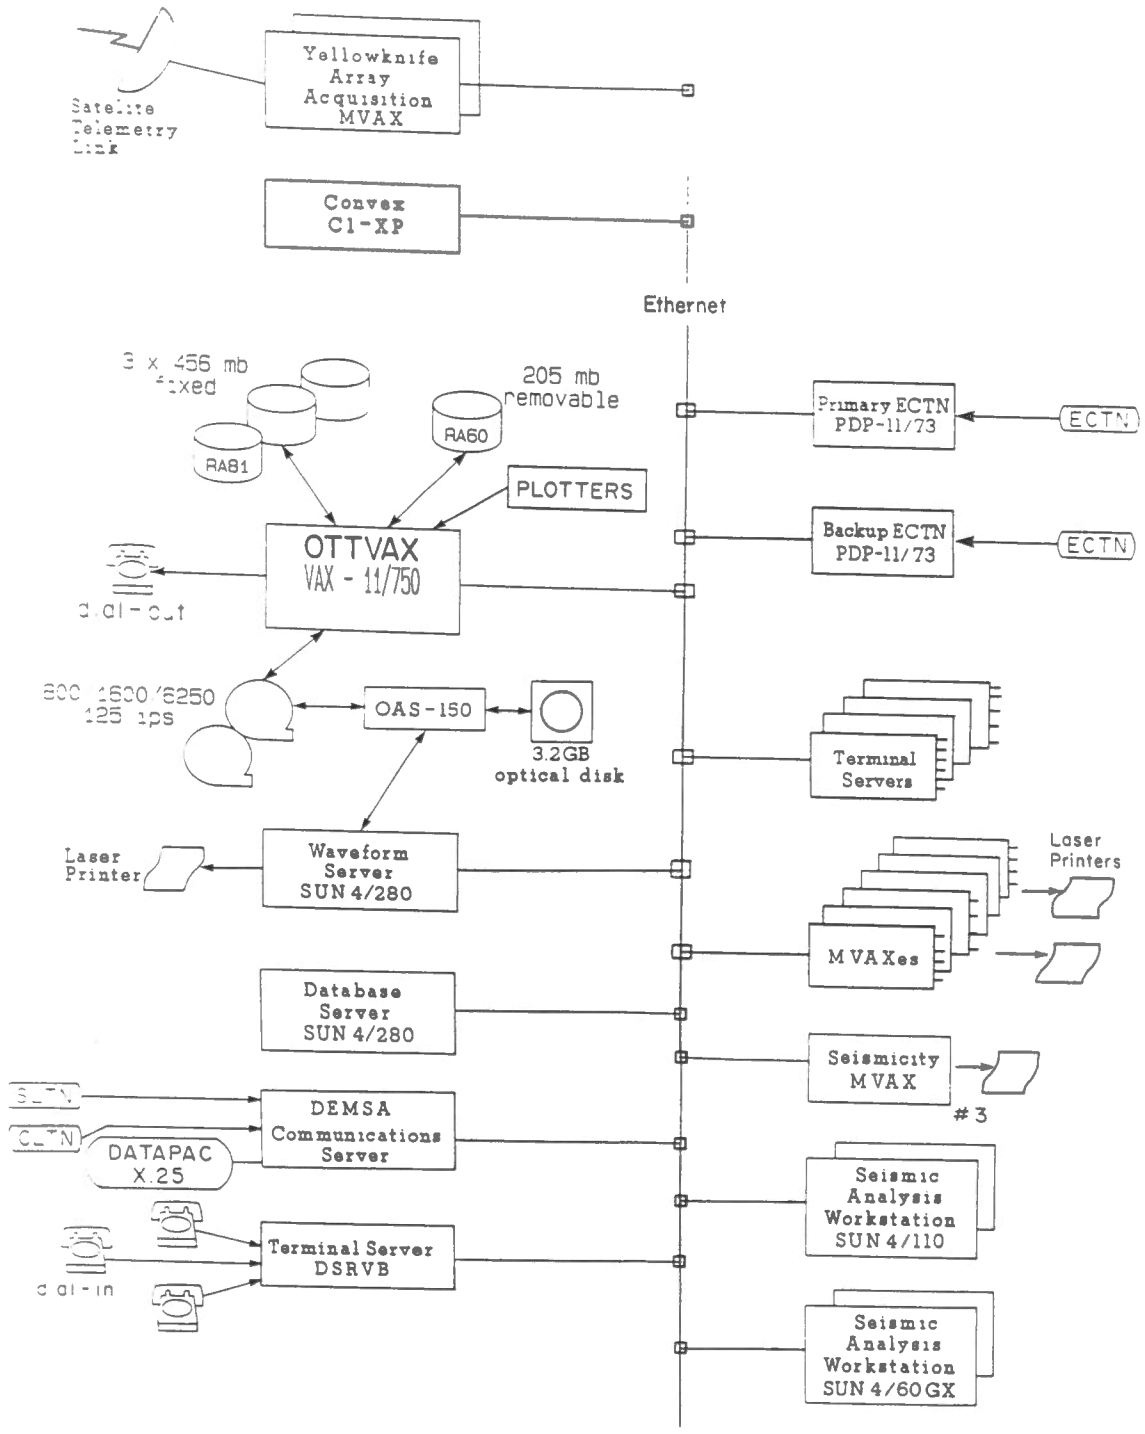 Yellowknife
Array
Acquisition
MVAX
Satelite
Telemetry
Link
Convex
C1-XP
Ethernet
3 x 456 mb
fixed
205 mb
removable
RA81
RA60
PLOTTERS
Primary ECTN
PDP-11/73
ECTN
Backup ECTN
PDP-11/73
ECTN
OTTVAX
VAX - 11/750
dial-out
800/1600/6250
125 ips
OAS-150
3.2GB
optical disk
Terminal
Servers
Laser
Printer
Waveform
Server
SUN 4/280
Laser
Printers
MVAXes
Database
Server
SUN 4/280
Seismicity
MVAX
#3
SLTN
CLTN
DATAPAC
X.25
DEMSA
Communications
Server
Seismic
Analysis
Workstation
SUN 4/110
dial-in
Terminal Server
DSRVB
Seismic
Analysis
Workstation
SUN 4/60GX